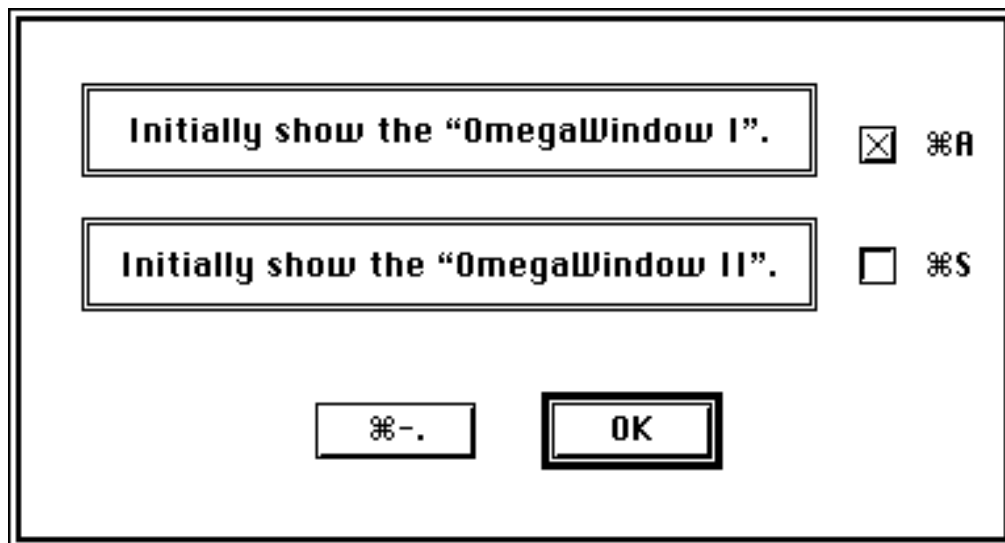 Initially show the “OmegaWindow I”.
⌘A
Initially show the “OmegaWindow II”.
⌘S
⌘-.
OK